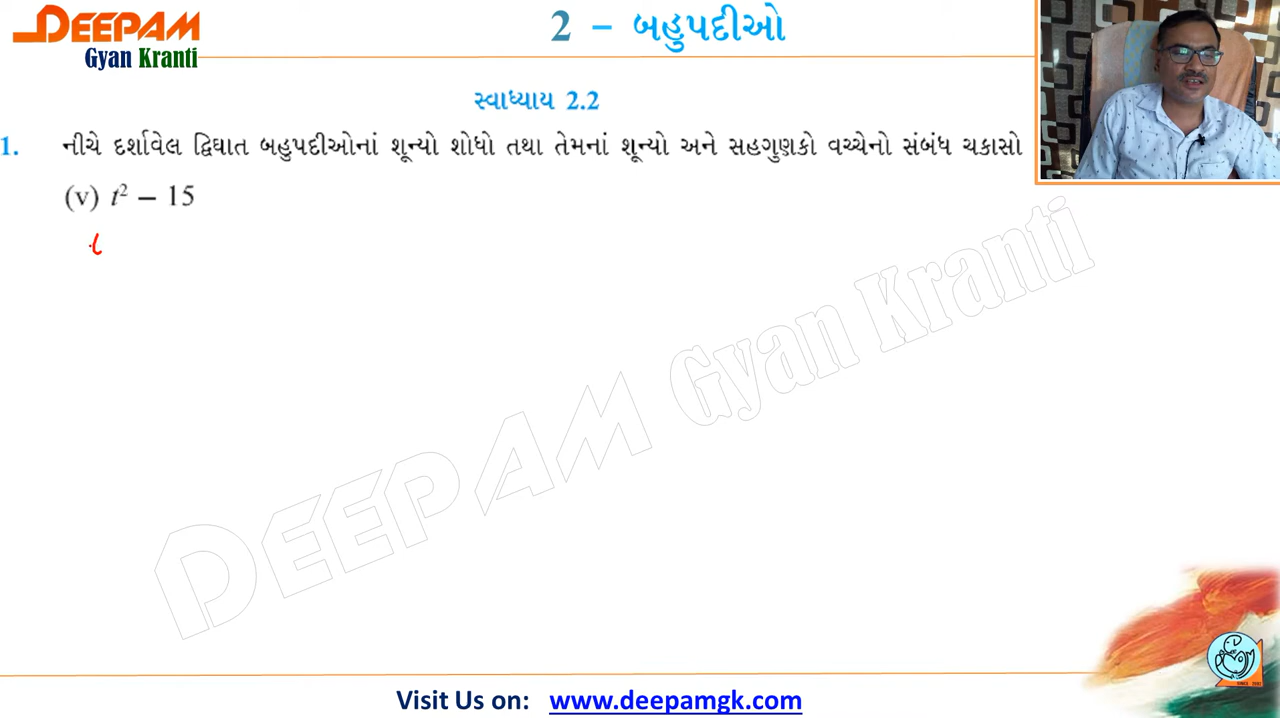 DEEPAM
Gyan Kranti
2 – બહુપદીઓ
સ્વાધ્યાય 2.2
1. નીચે દર્શાવેલ દ્વિઘાત બહુપદીઓનાં શૂન્યો શોધો તથા તેમનાં શૂન્યો અને સહગુણકો વચ્ચેનો સંબંધ ચકાસો
(v) t² – 15
DEEPAM Gyan Kranti
Visit Us on: www.deepamgk.com